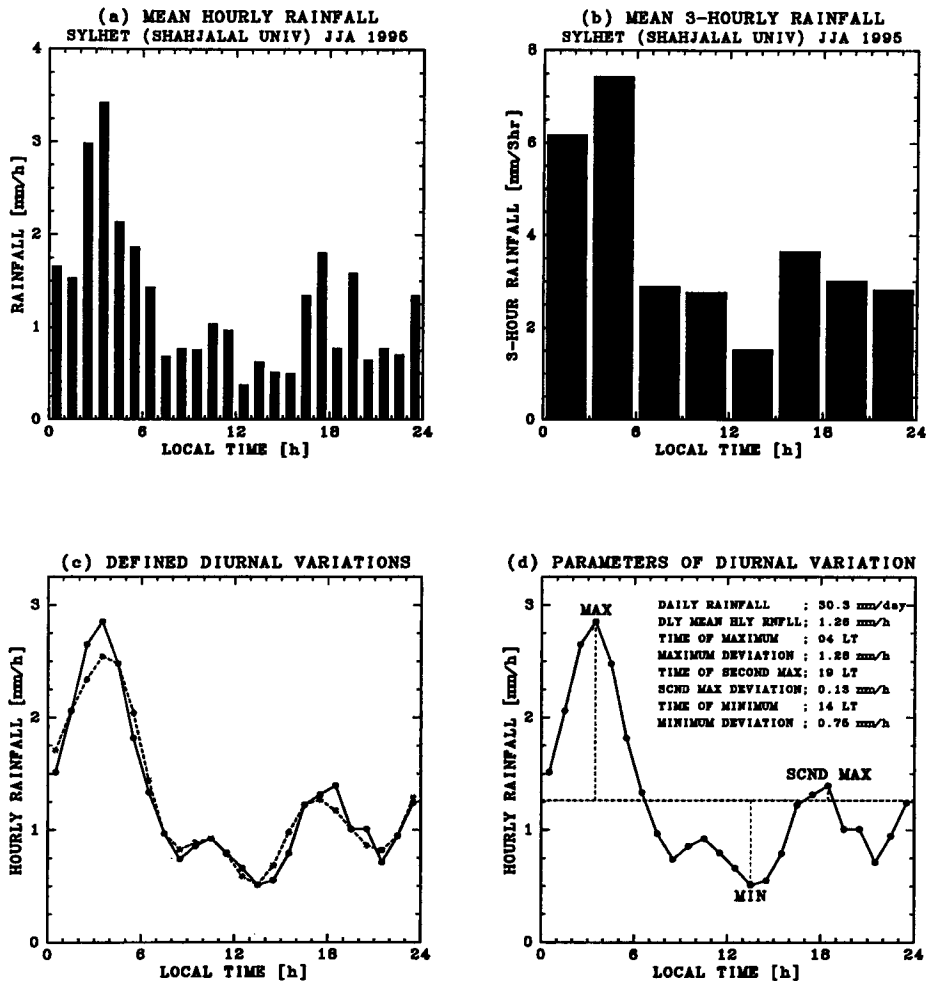 (a) MEAN HOURLY RAINFALL
SYLHET (SHAHJALAL UNIV) JJA 1995
4
3
2
1
0
RAINFALL [mm/h]
0 6 12 18 24
LOCAL TIME [h]
(b) MEAN 3-HOURLY RAINFALL
SYLHET (SHAHJALAL UNIV) JJA 1995
8
6
4
2
0
3-HOUR RAINFALL [mm/3hr]
0 6 12 18 24
LOCAL TIME [h]
(c) DEFINED DIURNAL VARIATIONS
3
2
1
0
HOURLY RAINFALL [mm/h]
0 6 12 18 24
LOCAL TIME [h]
(d) PARAMETERS OF DIURNAL VARIATION
3
2
1
0
HOURLY RAINFALL [mm/h]
MAX
DAILY RAINFALL ; 30.3 mm/day
DLY MEAN HLY RNFLL; 1.26 mm/h
TIME OF MAXIMUM ; 04 LT
MAXIMUM DEVIATION ; 1.26 mm/h
TIME OF SECOND MAX; 19 LT
SCND MAX DEVIATION; 0.13 mm/h
TIME OF MINIMUM ; 14 LT
MINIMUM DEVIATION ; 0.75 mm/h
SCND MAX
MIN
0 6 12 18 24
LOCAL TIME [h]